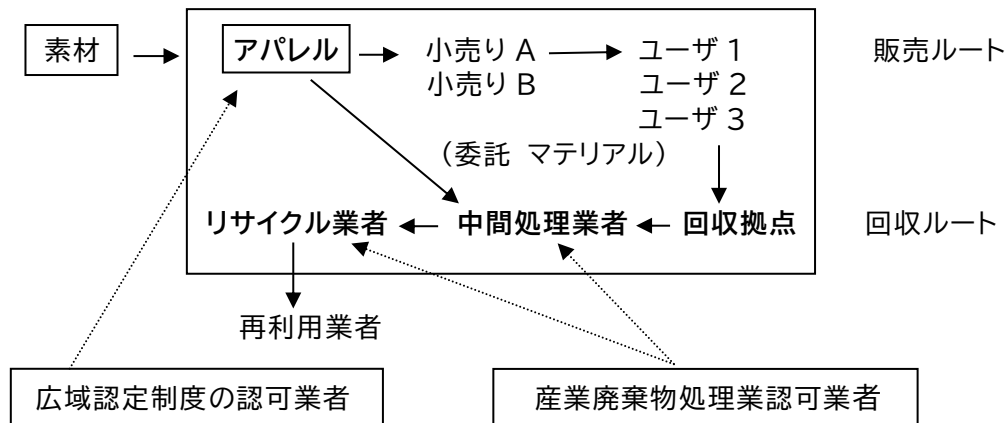 素材
アパレル
小売り A
ユーザ 1
販売ルート
小売り B
ユーザ 2
ユーザ 3
（委託 マテリアル）
リサイクル業者
中間処理業者
回収拠点
回収ルート
再利用業者
広域認定制度の認可業者
産業廃棄物処理業認可業者